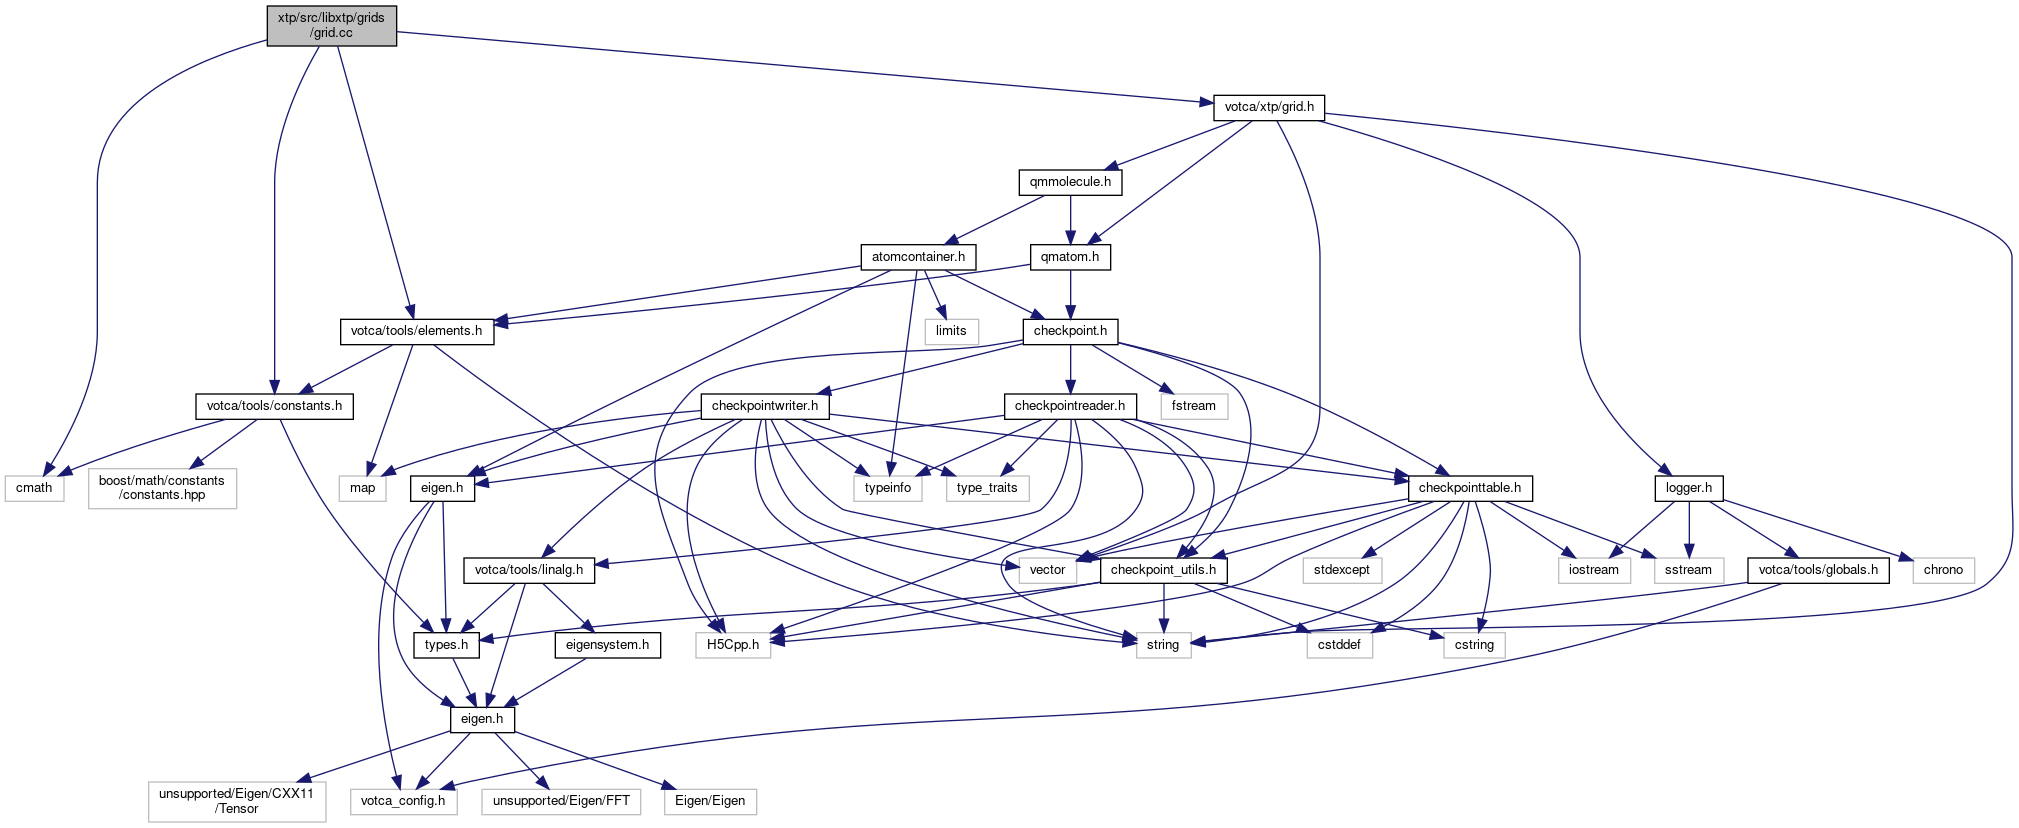 xtp/src/libxtp/grids
/grid.cc
votca/xtp/grid.h
qmmolecule.h
atomcontainer.h
qmatom.h
votca/tools/elements.h
limits
checkpoint.h
votca/tools/constants.h
checkpointwriter.h
checkpointreader.h
fstream
cmath
boost/math/constants
/constants.hpp
map
eigen.h
typeinfo
type_traits
checkpointtable.h
logger.h
votca/tools/linalg.h
vector
checkpoint_utils.h
stdexcept
iostream
sstream
votca/tools/globals.h
chrono
types.h
eigensystem.h
H5Cpp.h
string
cstddef
cstring
eigen.h
unsupported/Eigen/CXX11
/Tensor
votca_config.h
unsupported/Eigen/FFT
Eigen/Eigen